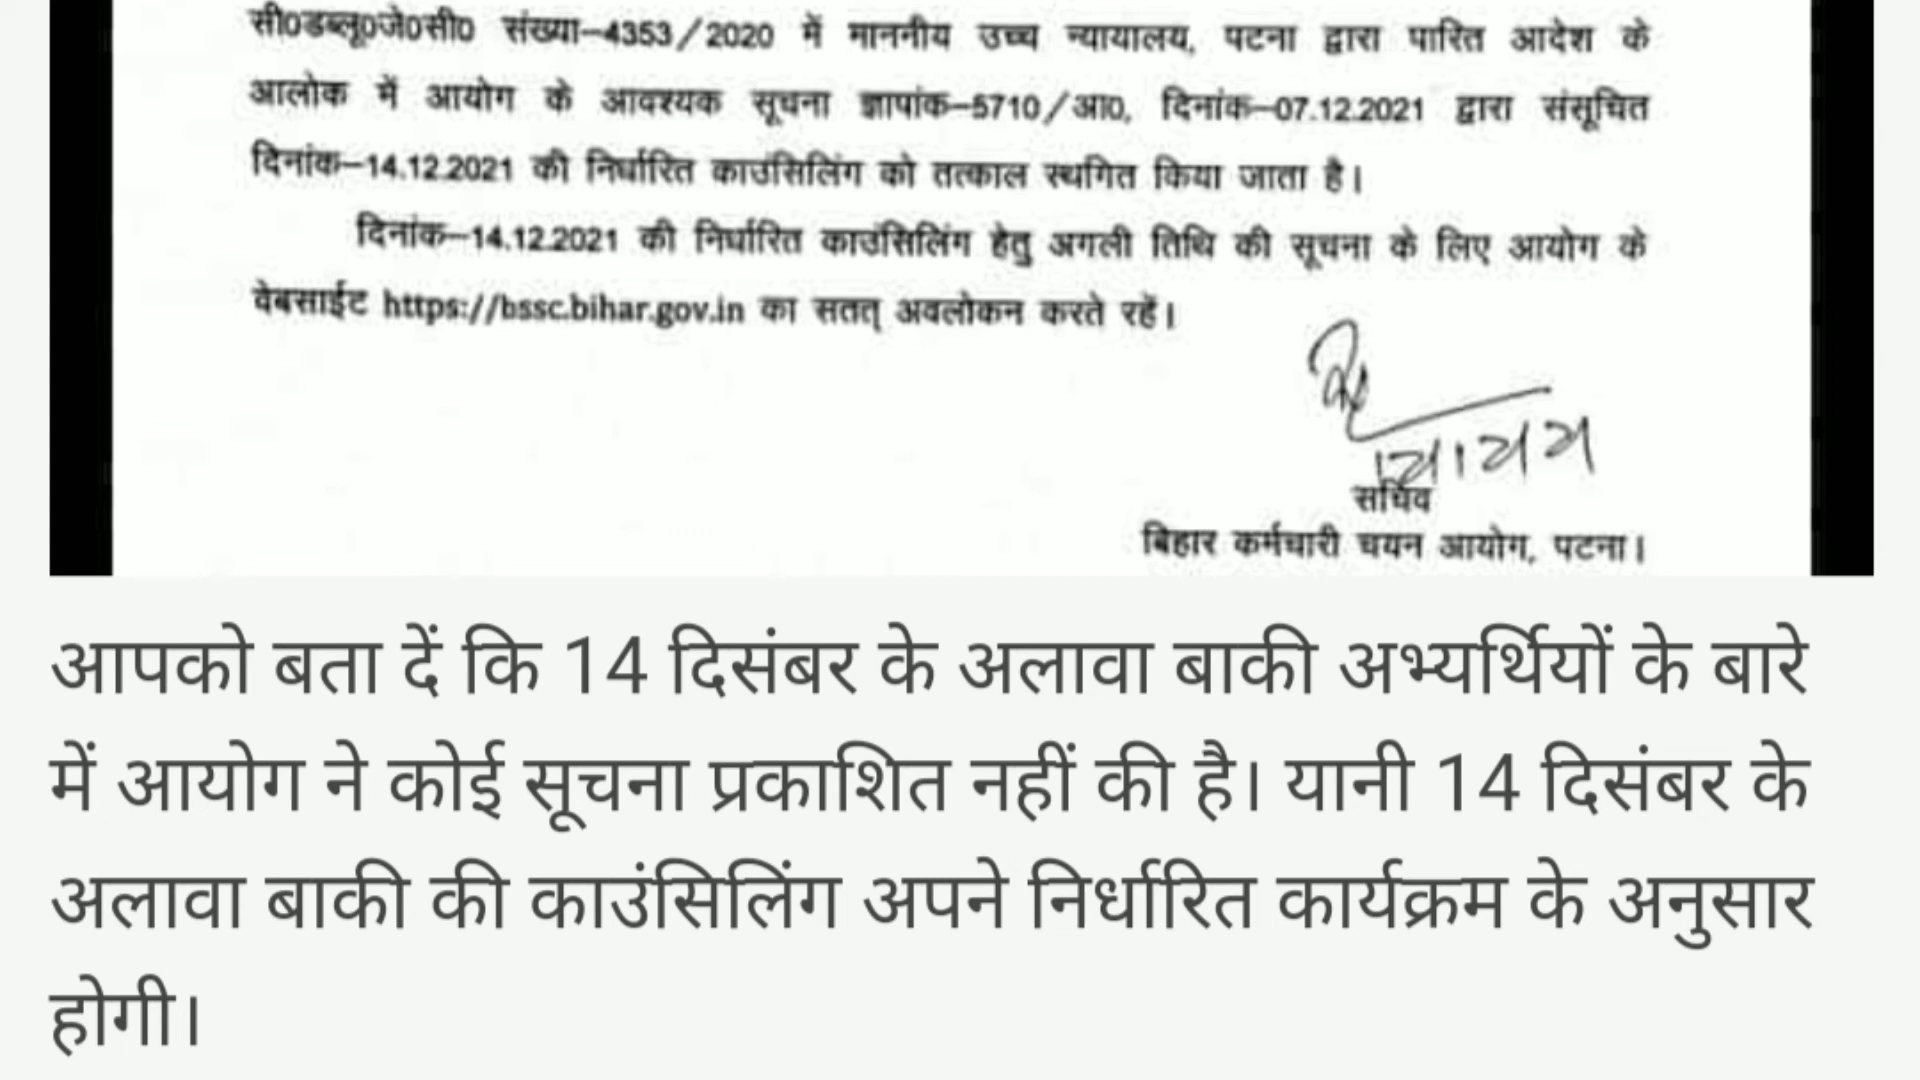 सी0डब्लू0जे0सी0 संख्या–4353/2020 में माननीय उच्च न्यायालय, पटना द्वारा पारित आदेश के
आलोक में आयोग के आवश्यक सूचना ज्ञापांक–5710/आ0, दिनांक–07.12.2021 द्वारा संसूचित
दिनांक–14.12.2021 की निर्धारित काउंसिलिंग को तत्काल स्थगित किया जाता है।
दिनांक–14.12.2021 की निर्धारित काउंसिलिंग हेतु अगली तिथि की सूचना के लिए आयोग के
वेबसाईट https://bssc.bihar.gov.in का सतत् अवलोकन करते रहें।
सचिव
बिहार कर्मचारी चयन आयोग, पटना।
आपको बता दें कि 14 दिसंबर के अलावा बाकी अभ्यर्थियों के बारे
में आयोग ने कोई सूचना प्रकाशित नहीं की है। यानी 14 दिसंबर के
अलावा बाकी की काउंसिलिंग अपने निर्धारित कार्यक्रम के अनुसार
होगी।